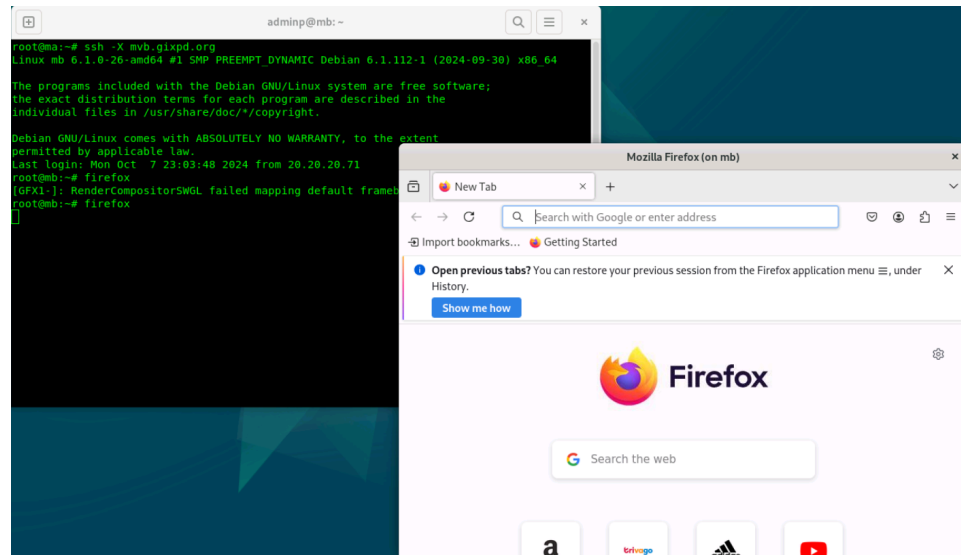 adminp@mb: ~
root@ma:~# ssh -X mvb.gixpd.org
Linux mb 6.1.0-26-amd64 #1 SMP PREEMPT_DYNAMIC Debian 6.1.112-1 (2024-09-30) x86_64
The programs included with the Debian GNU/Linux system are free software;
the exact distribution terms for each program are described in the
individual files in /usr/share/doc/*/copyright.
Debian GNU/Linux comes with ABSOLUTELY NO WARRANTY, to the extent
permitted by applicable law.
Last login: Mon Oct  7 23:03:48 2024 from 20.20.20.71
root@mb:~# firefox
[GFX1-]: RenderCompositorSWGL failed mapping default frameb
root@mb:~# firefox
Mozilla Firefox (on mb)
New Tab
Search with Google or enter address
Import bookmarks... Getting Started
Open previous tabs? You can restore your previous session from the Firefox application menu ☰, under
History.
Show me how
Firefox
Search the web
a trivago